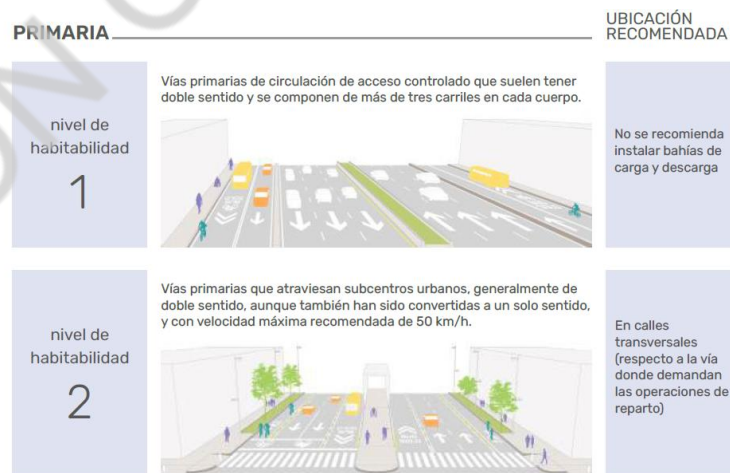 PRIMARIA
UBICACIÓN
RECOMENDADA
nivel de
habitabilidad
1
Vías primarias de circulación de acceso controlado que suelen tener
doble sentido y se componen de más de tres carriles en cada cuerpo.
No se recomienda
instalar bahías de
carga y descarga
nivel de
habitabilidad
2
Vías primarias que atraviesan subcentros urbanos, generalmente de
doble sentido, aunque también han sido convertidas a un solo sentido,
y con velocidad máxima recomendada de 50 km/h.
En calles
transversales
(respecto a la vía
donde demandan
las operaciones de
reparto)